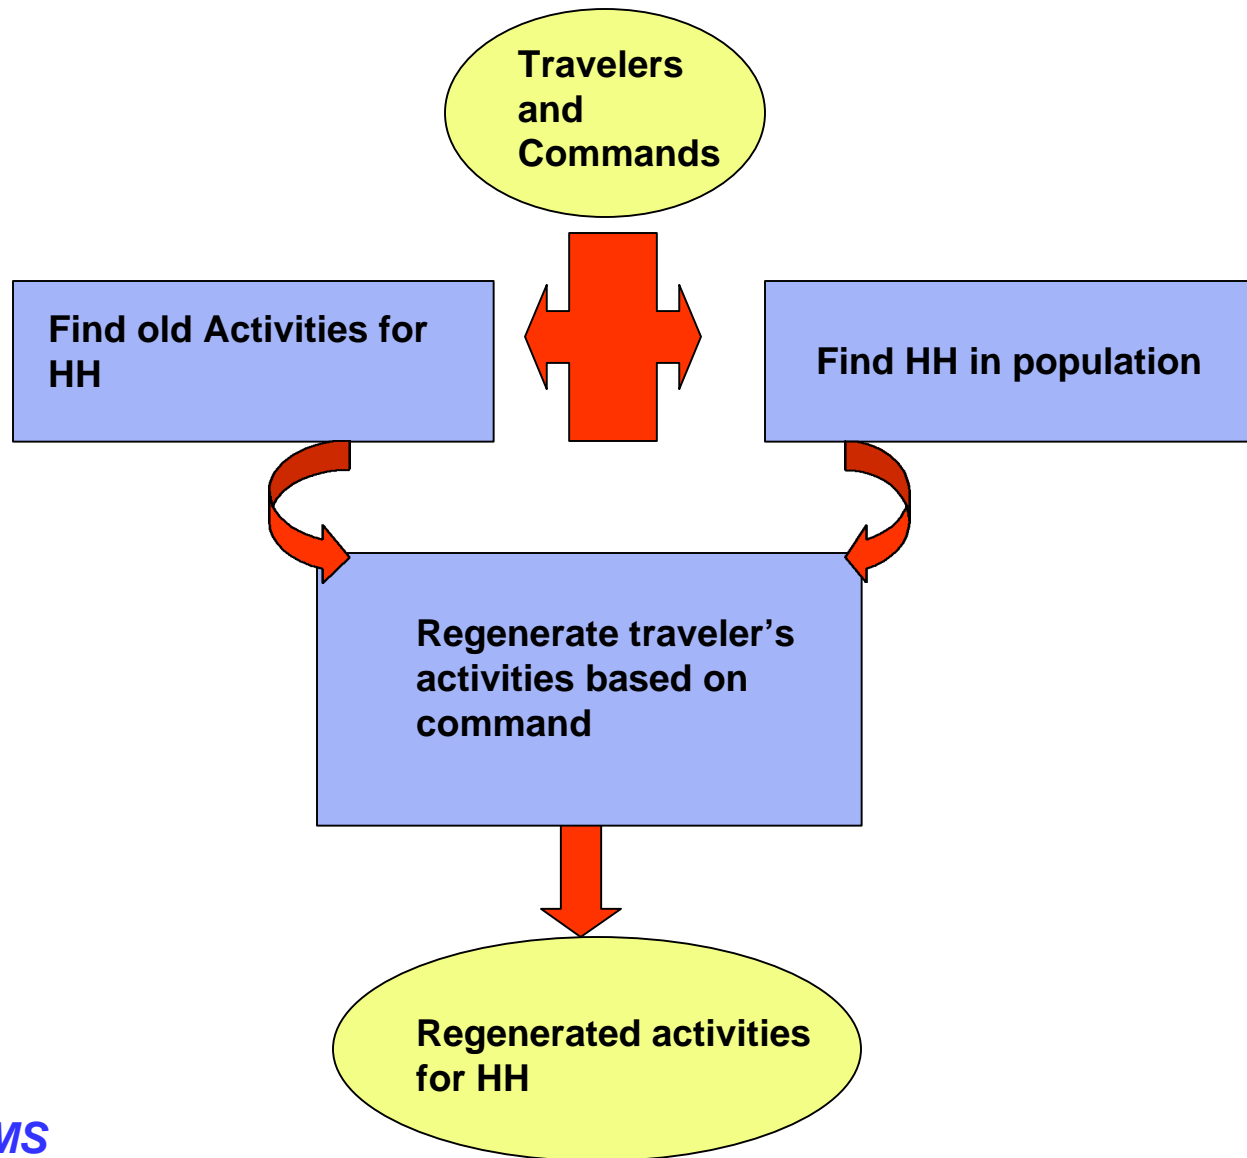 Travelers
and
Commands
Find old Activities for
HH
Find HH in population
Regenerate traveler’s
activities based on
command
Regenerated activities
for HH
MS